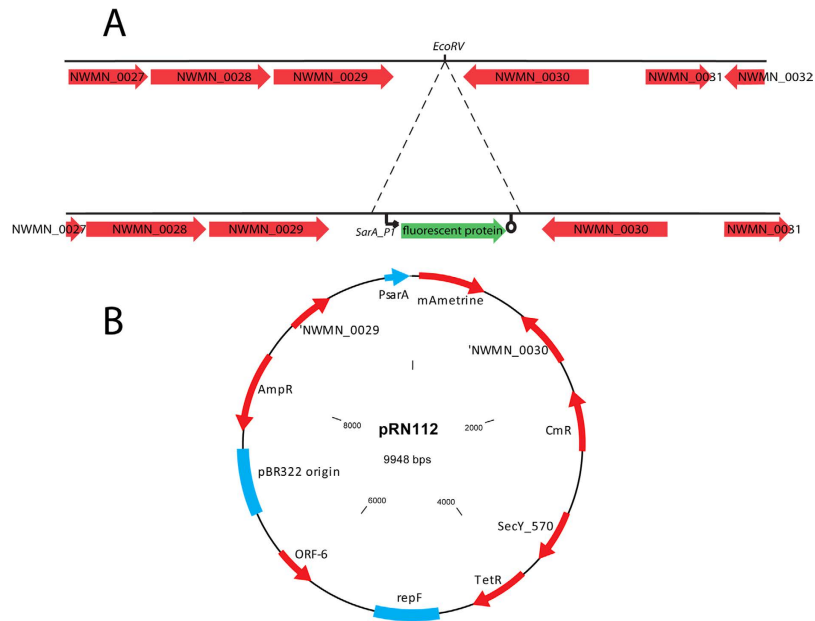 A
EcoRV
NWMN_0027 NWMN_0028 NWMN_0029 NWMN_0030 NWMN_0031 NWMN_0032
NWMN_0027 NWMN_0028 NWMN_0029 SarA_P1 fluorescent protein NWMN_0030 NWMN_0031
B
PsarA mAmetrine
'NWMN_0029
'NWMN_0030
AmpR
8000
pRN112
2000
CmR
9948 bps
pBR322 origin
6000
4000
SecY_570
ORF-6
TetR
repF